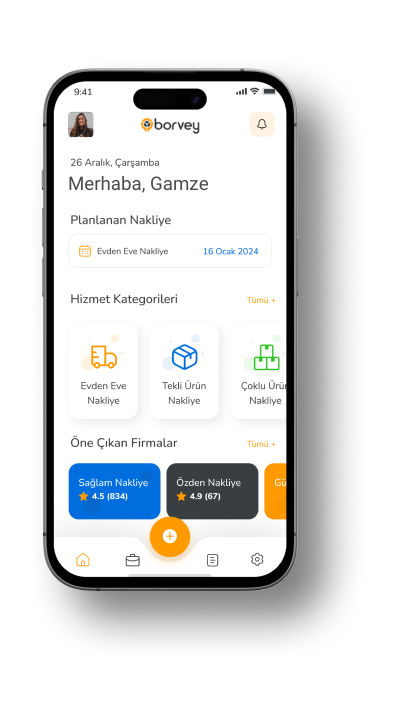 9:41
borvey
26 Aralık, Çarşamba
Merhaba, Gamze
Planlanan Nakliye
Evden Eve Nakliye 16 Ocak 2024
Hizmet Kategorileri Tümü +
Evden Eve
Nakliye
Tekli Ürün
Nakliye
Çoklu Ürün
Nakliye
Öne Çıkan Firmalar Tümü +
Sağlam Nakliye
4.5 (834)
Özden Nakliye
4.9 (67)
Gü